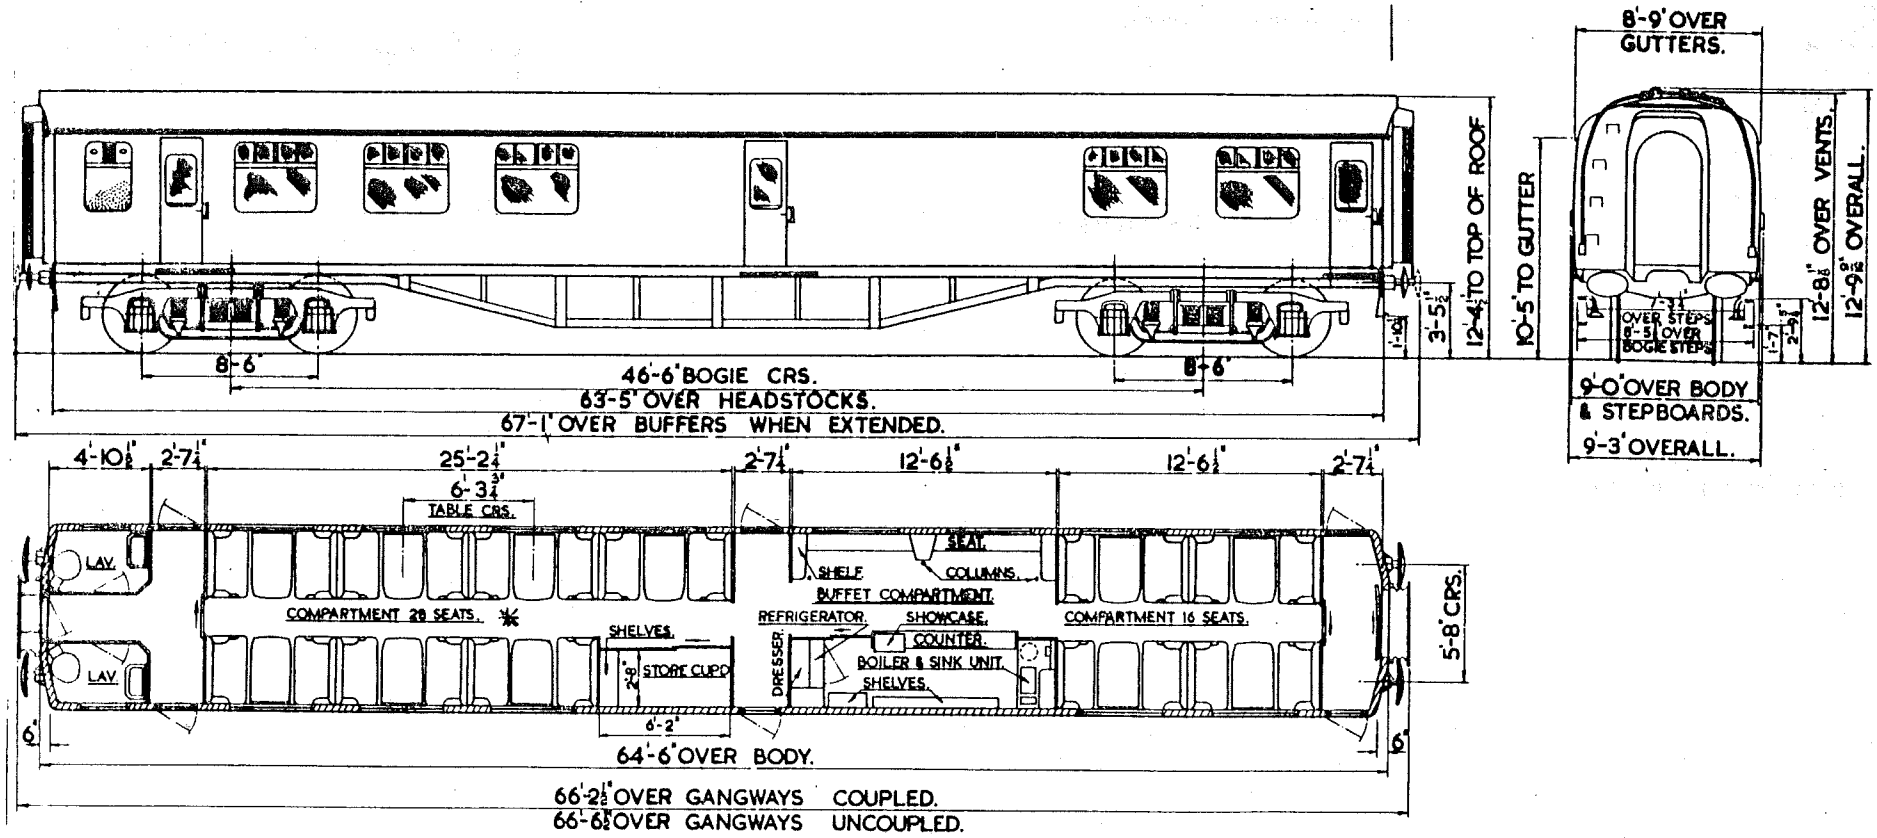 8'-9" OVER
GUTTERS.
12'-4½" TO TOP OF ROOF
10'-5" TO GUTTER
12'-8⅛" OVER VENTS.
12'-9 9/16" OVERALL.
3'-5½"
1'-10½"
OVER STEPS
8'-5" OVER
BOGIE STEPS
1'-7"
8'-6"
46'-6" BOGIE CRS.
8'-6"
63'-5" OVER HEADSTOCKS.
67'-1" OVER BUFFERS WHEN EXTENDED.
9'-0" OVER BODY
& STEPBOARDS.
9'-3" OVERALL.
4'-10½"
2'-7¼"
25'-2¼"
2'-7¼"
12'-6½"
12'-6½"
2'-7¼"
6'-3¾"
TABLE CRS.
LAV.
SEAT.
SHELF.
COLUMNS.
BUFFET COMPARTMENT.
COMPARTMENT 28 SEATS. *
REFRIGERATOR.
SHOWCASE.
COMPARTMENT 16 SEATS.
SHELVES.
COUNTER.
DRESSER.
BOILER & SINK UNIT.
STORE CUPD
2'-8"
SHELVES.
LAV.
5'-8" CRS.
6"
6'-2"
6"
64'-6" OVER BODY.
66'-2½" OVER GANGWAYS COUPLED.
66'-6½" OVER GANGWAYS UNCOUPLED.